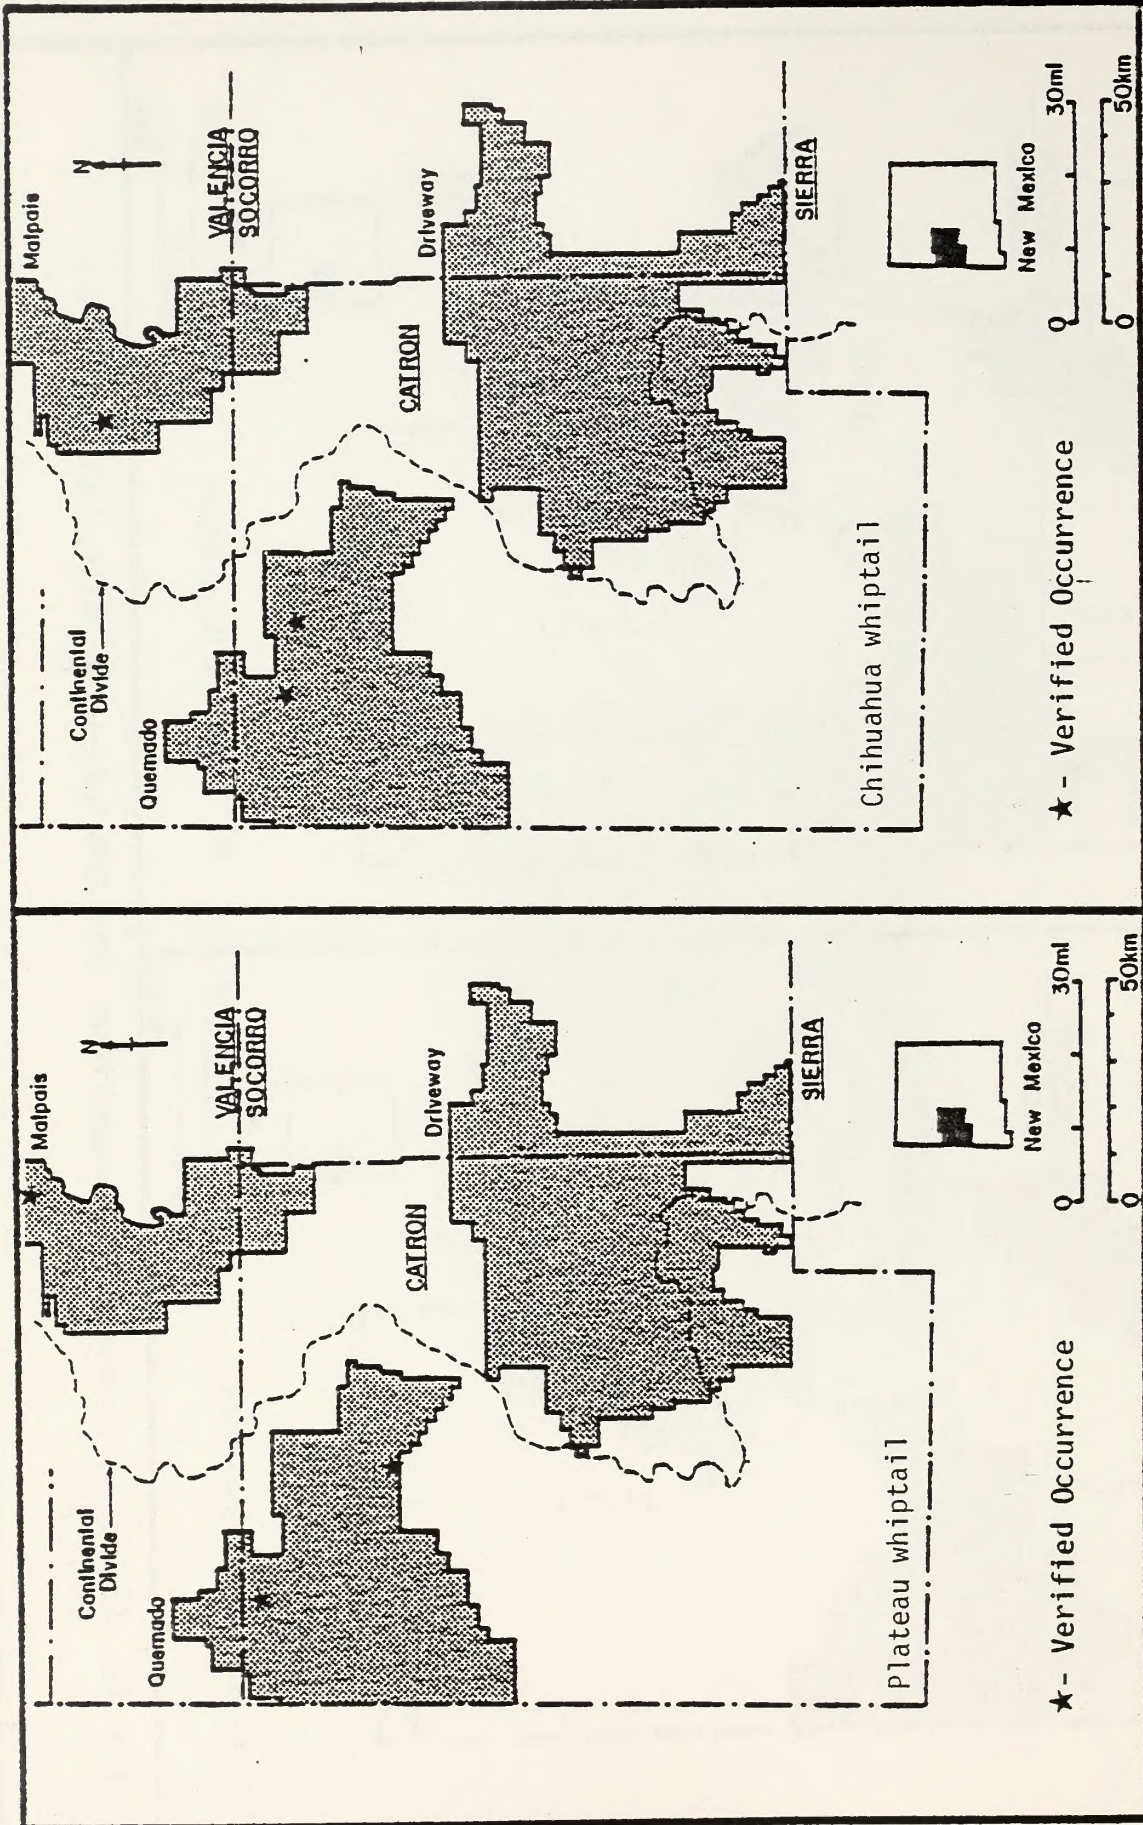 Malpais
N
VALENCIA
SOCORRO
Continental
Divide
Quemado
Driveway
CATRON
SIERRA
Plateau whiptail
New Mexico
★- Verified Occurrence
0 30mi
0 50km
Malpais
N
VALENCIA
SOCORRO
Continental
Divide
Quemado
Driveway
CATRON
SIERRA
Chihuahua whiptail
New Mexico
★- Verified Occurrence
0 30mi
0 50km